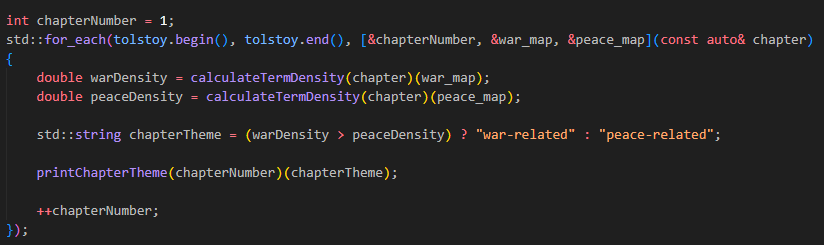 int chapterNumber = 1;
std::for_each(tolstoy.begin(), tolstoy.end(), [&chapterNumber, &war_map, &peace_map](const auto& chapter)
{
    double warDensity = calculateTermDensity(chapter)(war_map);
    double peaceDensity = calculateTermDensity(chapter)(peace_map);

    std::string chapterTheme = (warDensity > peaceDensity) ? "war-related" : "peace-related";

    printChapterTheme(chapterNumber)(chapterTheme);

    ++chapterNumber;
});